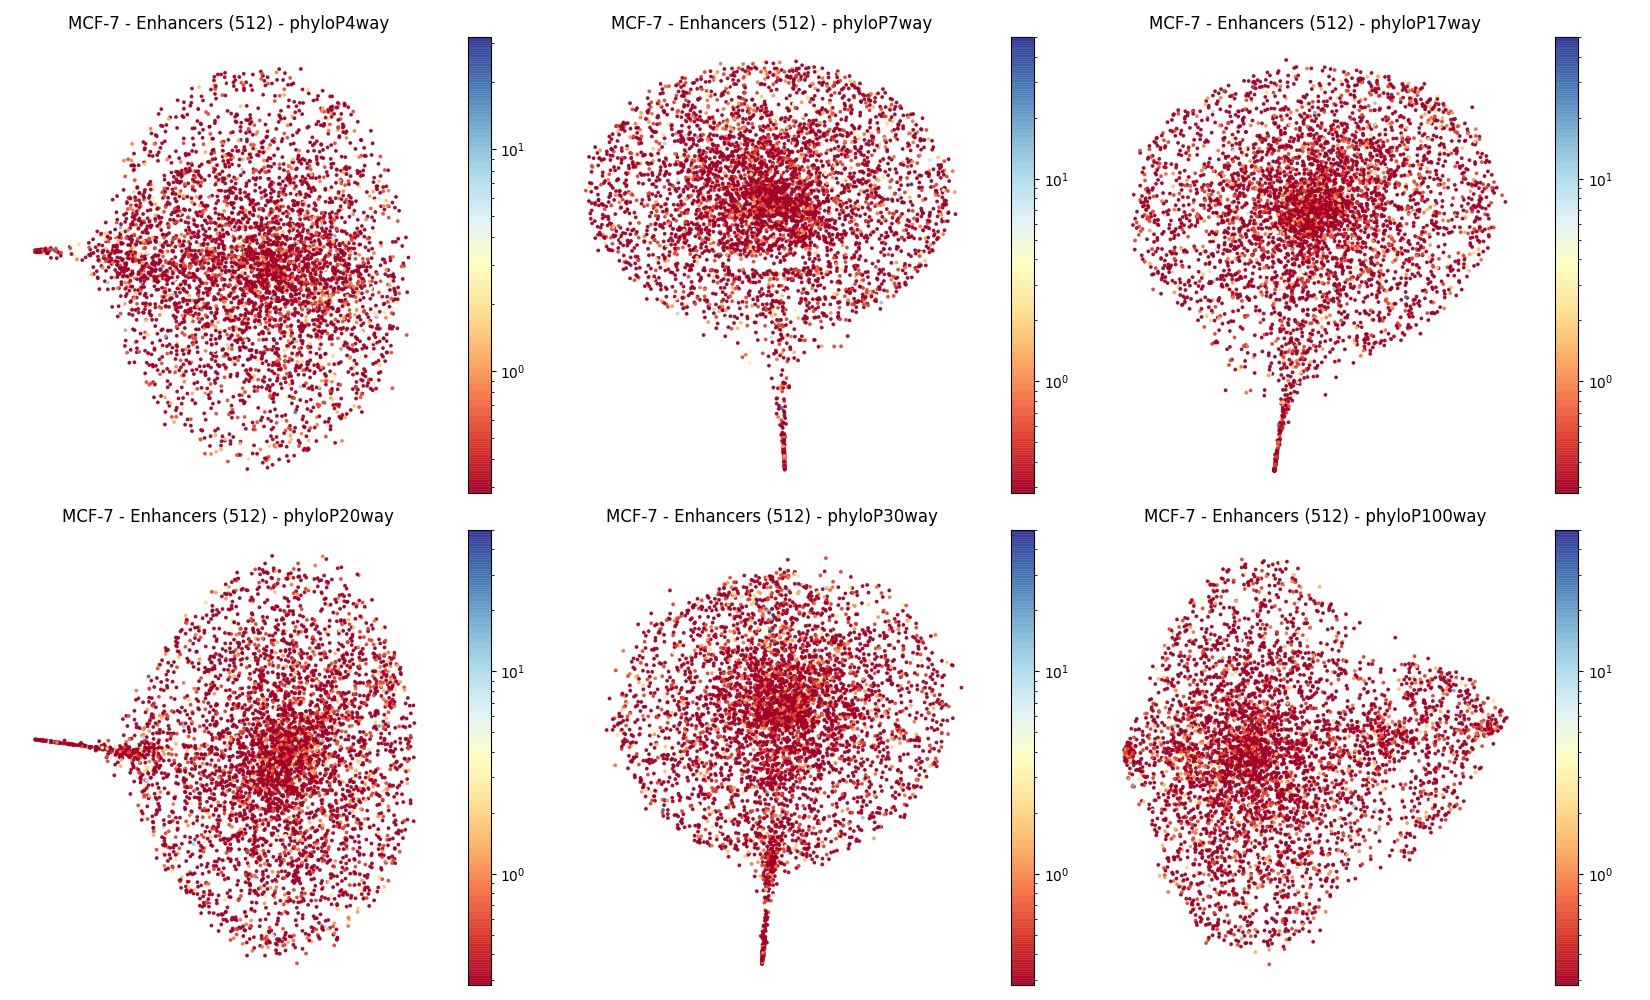 MCF-7 - Enhancers (512) - phyloP4way
MCF-7 - Enhancers (512) - phyloP7way
MCF-7 - Enhancers (512) - phyloP17way
10¹
10⁰
10¹
10⁰
10¹
10⁰
MCF-7 - Enhancers (512) - phyloP20way
MCF-7 - Enhancers (512) - phyloP30way
MCF-7 - Enhancers (512) - phyloP100way
10¹
10⁰
10¹
10⁰
10¹
10⁰